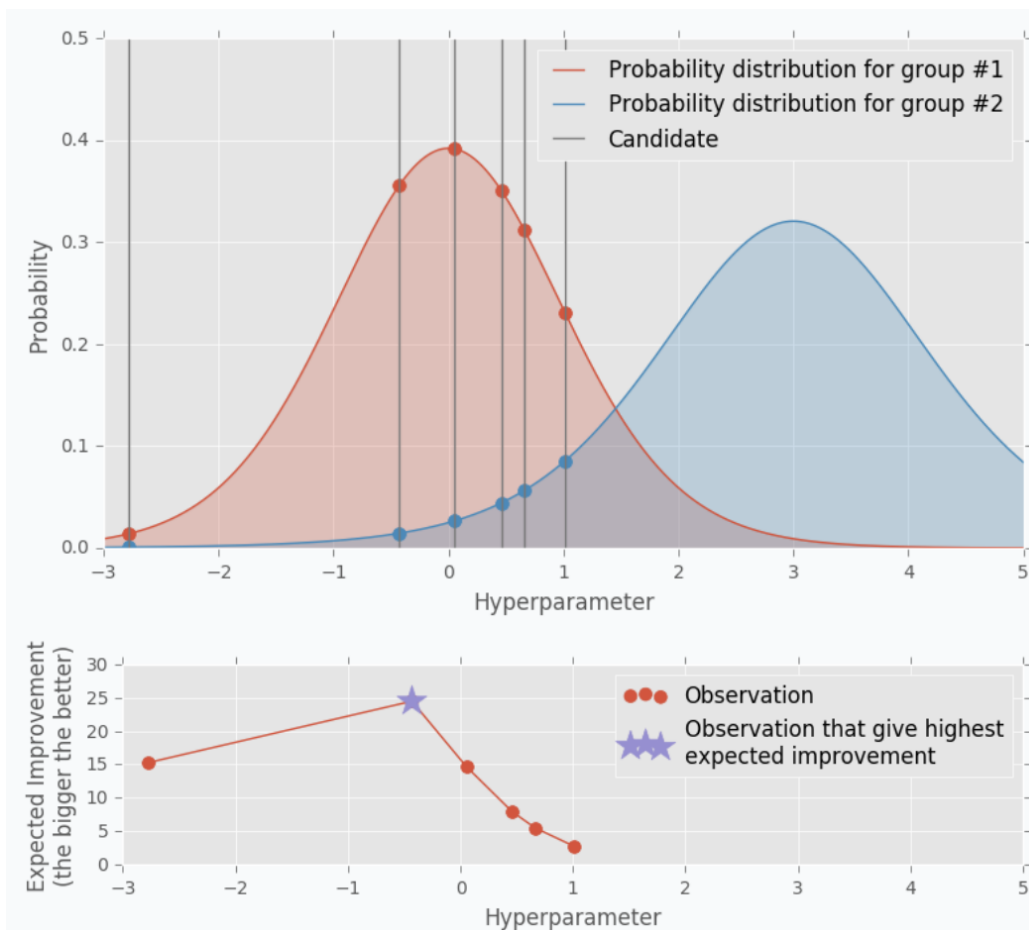 0.5
0.4
0.3
0.2
0.1
0.0
Probability
Probability distribution for group #1
Probability distribution for group #2
Candidate
−3 −2 −1 0 1 2 3 4 5
Hyperparameter
30
25
20
15
10
5
0
Expected Improvement
(the bigger the better)
Observation
Observation that give highest
expected improvement
−3 −2 −1 0 1 2 3 4 5
Hyperparameter